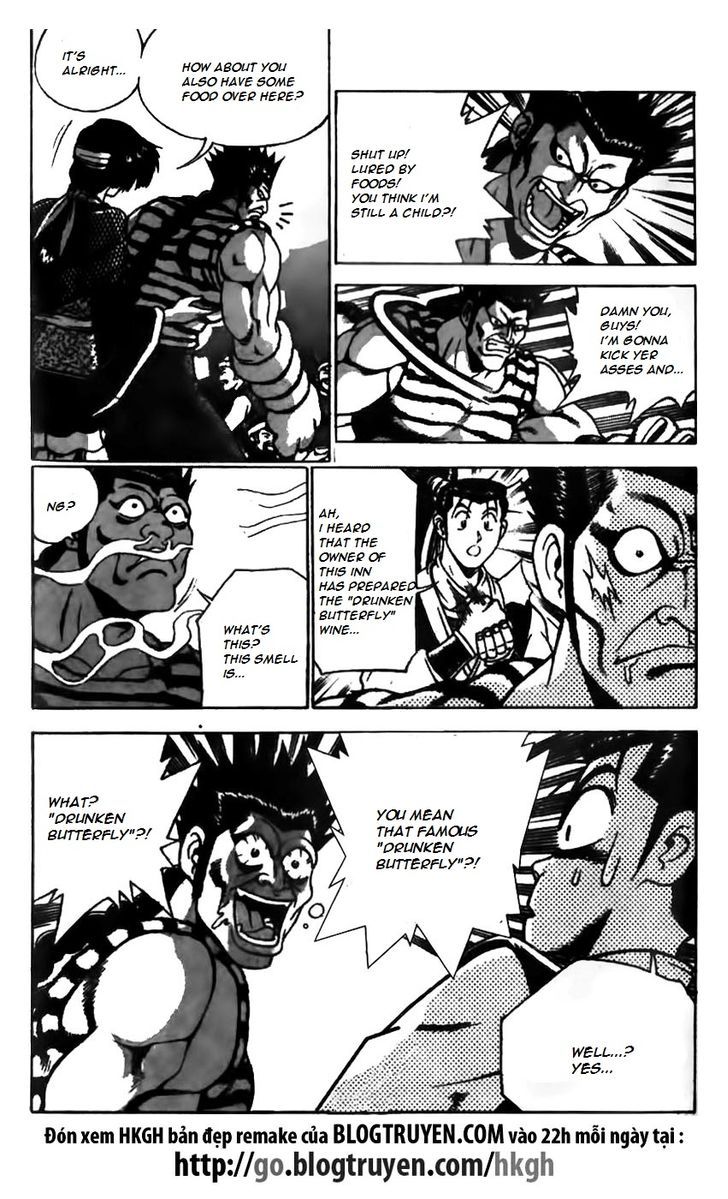 IT'S
ALRIGHT...
HOW ABOUT YOU
ALSO HAVE SOME
FOOD OVER HERE?
SHUT UP!
LURED BY
FOODS!
YOU THINK I'M
STILL A CHILD?!
DAMN YOU,
GUYS!
I'M GONNA
KICK YER
ASSES AND...
NG?
WHAT'S
THIS?
THIS SMELL
IS...
AH,
I HEARD
THAT THE
OWNER OF
THIS INN
HAS PREPARED
THE "DRUNKEN
BUTTERFLY"
WINE...
WHAT?
"DRUNKEN
BUTTERFLY"?!
YOU MEAN
THAT FAMOUS
"DRUNKEN
BUTTERFLY"?!
WELL...?
YES...
Đón xem HKGH bản đẹp remake của BLOGTRUYEN.COM vào 22h mỗi ngày tại :
http://go.blogtruyen.com/hkgh